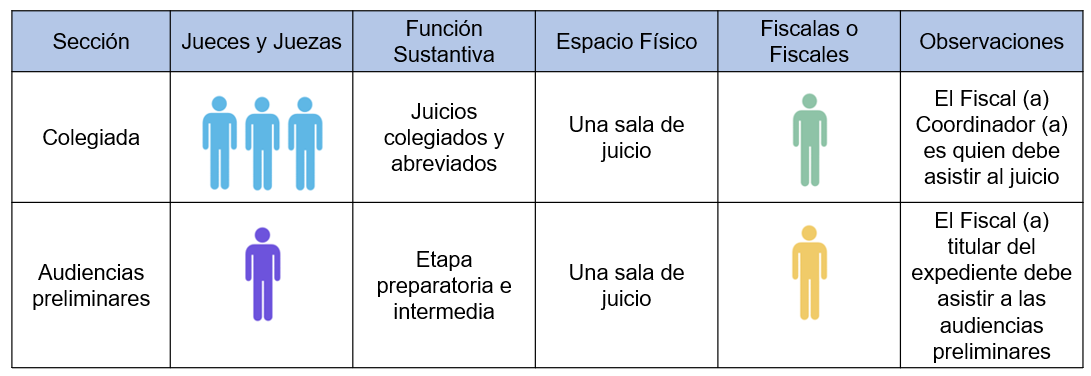 Sección
Jueces y Juezas
Función
Sustantiva
Espacio Físico
Fiscalas o
Fiscales
Observaciones
Colegiada
Juicios
colegiados y
abreviados
Una sala de
juicio
El Fiscal (a)
Coordinador (a)
es quien debe
asistir al juicio
Audiencias
preliminares
Etapa
preparatoria e
intermedia
Una sala de
juicio
El Fiscal (a)
titular del
expediente debe
asistir a las
audiencias
preliminares